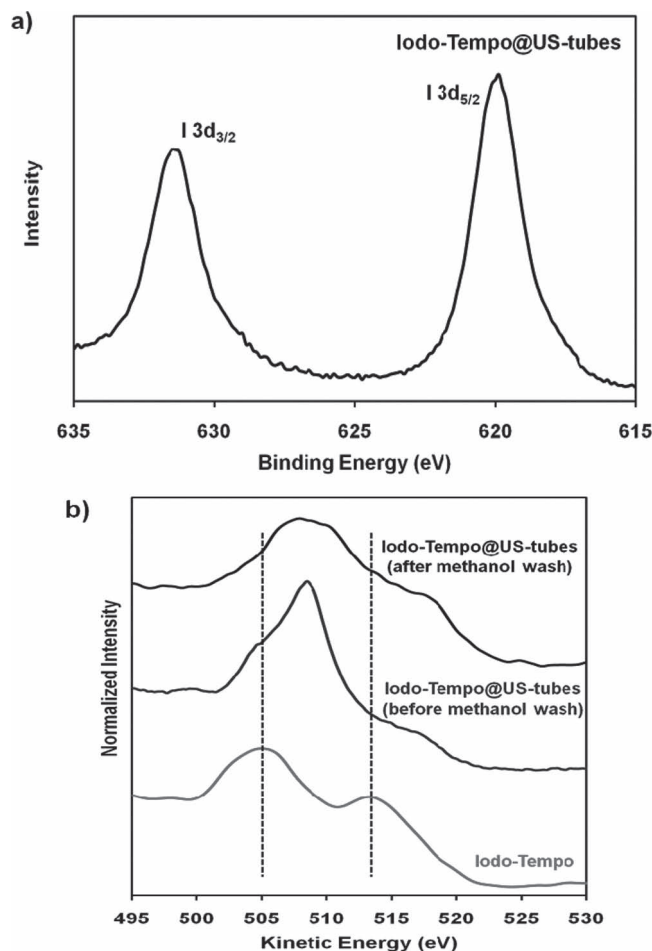 a)
Iodo-Tempo@US-tubes
I 3d3/2
I 3d5/2
Intensity
635 630 625 620 615
Binding Energy (eV)
b)
Iodo-Tempo@US-tubes
(after methanol wash)
Iodo-Tempo@US-tubes
(before methanol wash)
Iodo-Tempo
Normalized Intensity
495 500 505 510 515 520 525 530
Kinetic Energy (eV)